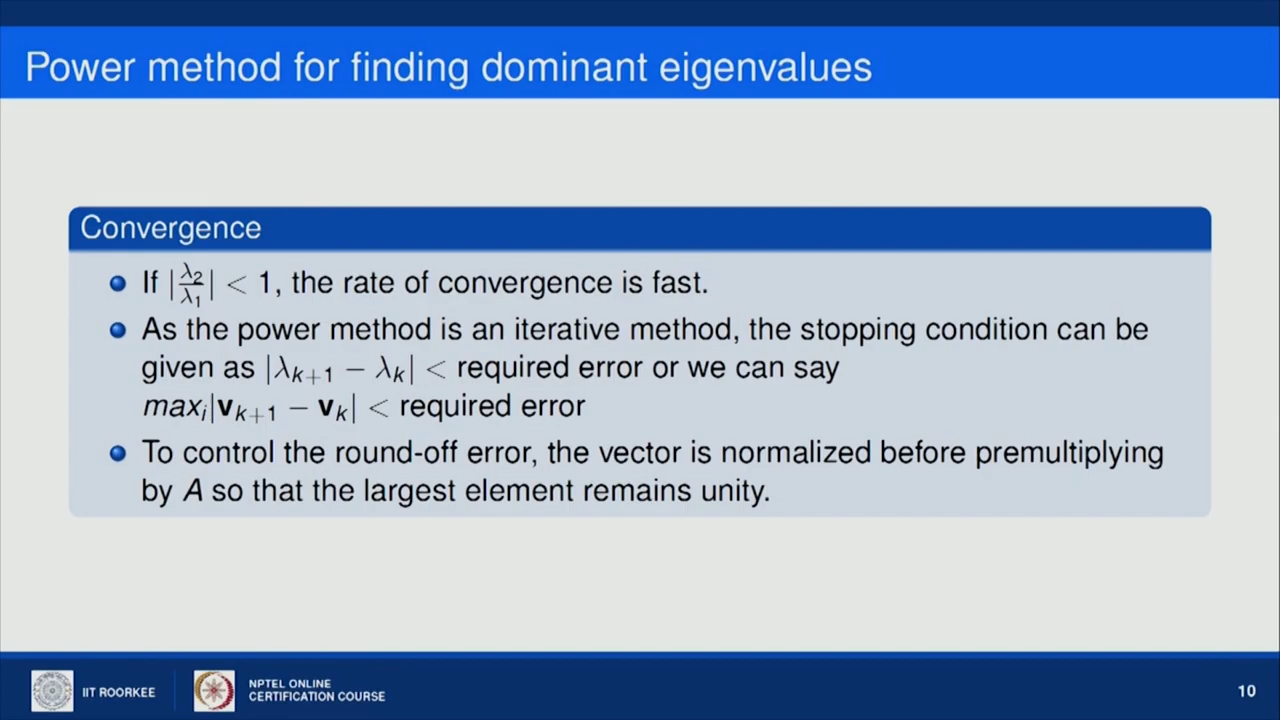 Power method for finding dominant eigenvalues
Convergence
If |λ₂/λ₁| < 1, the rate of convergence is fast.
As the power method is an iterative method, the stopping condition can be
given as |λₖ₊₁ − λₖ| < required error or we can say
maxᵢ|vₖ₊₁ − vₖ| < required error
To control the round-off error, the vector is normalized before premultiplying
by A so that the largest element remains unity.
IIT ROORKEE
NPTEL ONLINE
CERTIFICATION COURSE
10